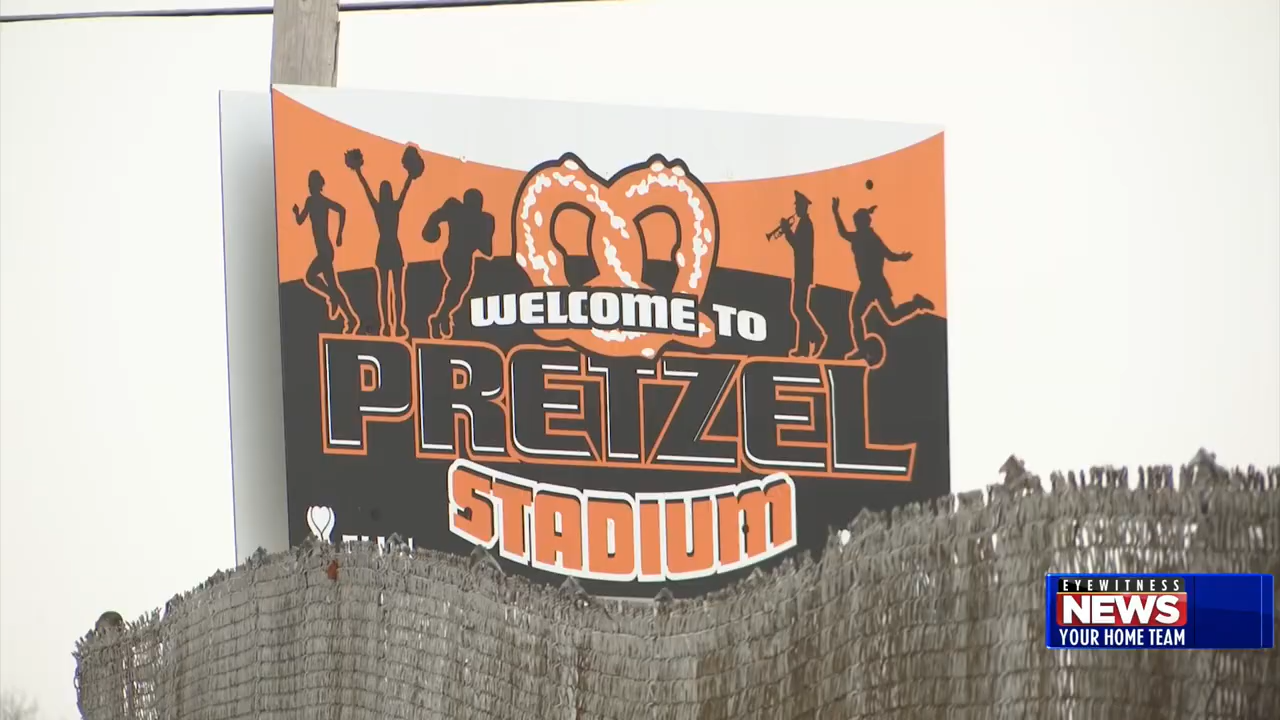 WELCOME TO
PRETZEL
STADIUM
EYEWITNESS
NEWS
YOUR HOME TEAM